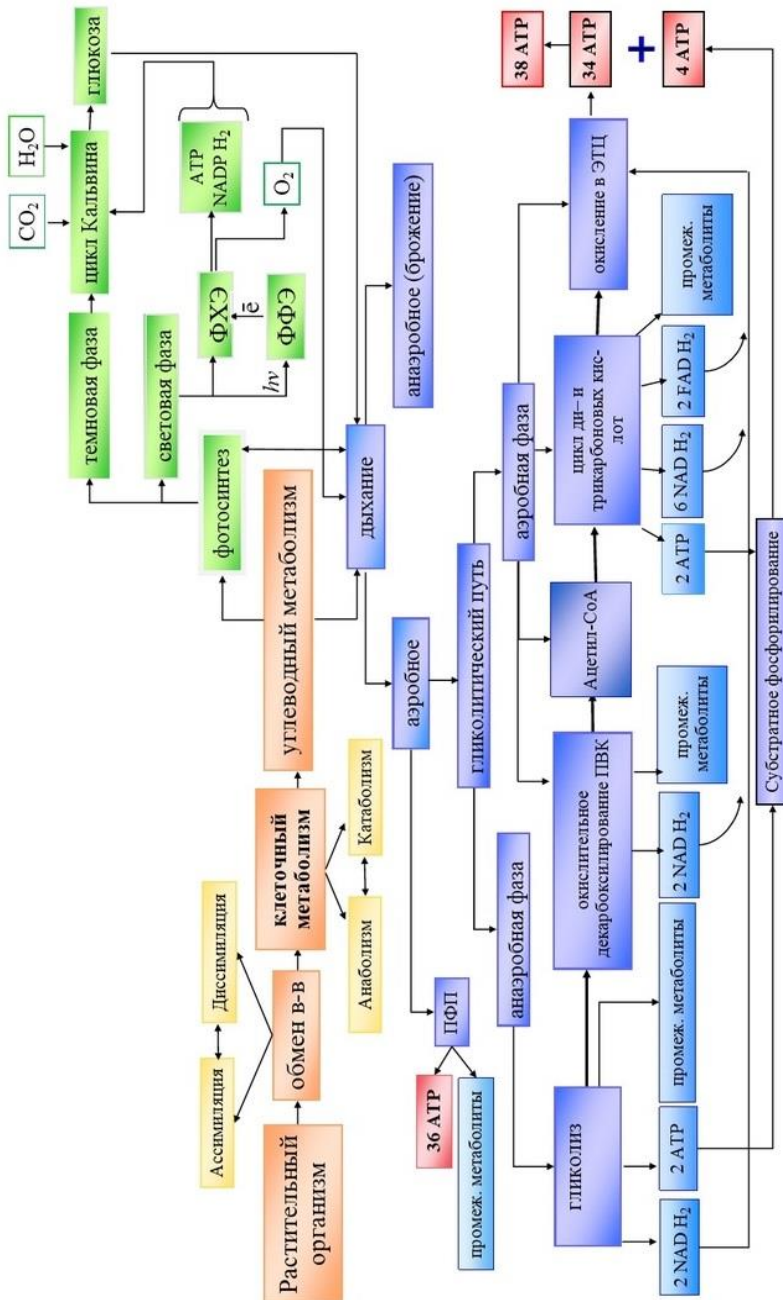 Растительный
организм
обмен в-в
Ассимиляция
Диссимиляция
клеточный
метаболизм
Анаболизм
Катаболизм
углеводный метаболизм
фотосинтез
темновая фаза
цикл Кальвина
глюкоза
CO₂
H₂O
световая фаза
ФХЭ
ATP
NADP H₂
hν
ē
ФФЭ
O₂
дыхание
анаэробное (брожение)
аэробное
ПФП
36 ATP
промеж. метаболиты
гликолитический путь
анаэробная фаза
аэробная фаза
гликолиз
окислительное
декарбоксилирование ПВК
Ацетил-CoA
цикл ди– и
трикарбоновых кис-
лот
окисление в ЭТЦ
38 ATP
34 ATP
+
4 ATP
2 NAD H₂
2 ATP
промеж. метаболиты
2 NAD H₂
промеж.
метаболиты
2 ATP
6 NAD H₂
2 FAD H₂
промеж.
метаболиты
Субстратное фосфорилирование